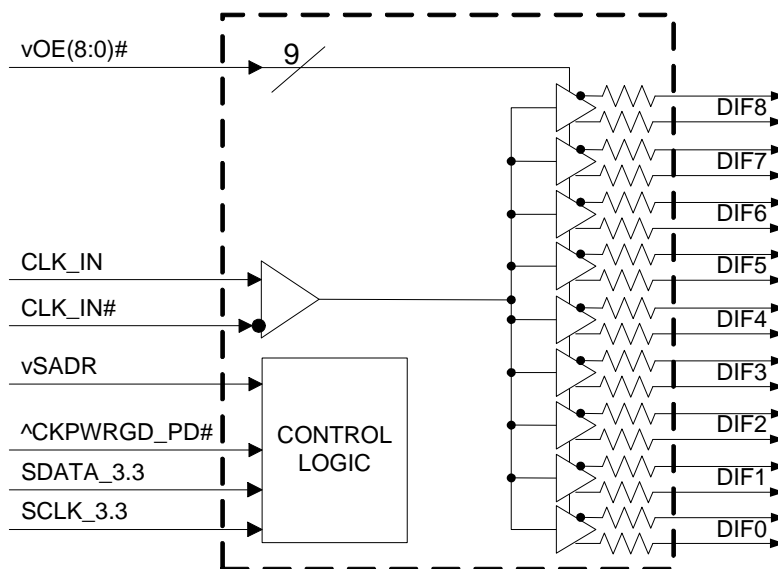 vOE(8:0)#
9
DIF8
DIF7
DIF6
CLK_IN
DIF5
CLK_IN#
DIF4
vSADR
DIF3
^CKPWRGD_PD#
CONTROL
LOGIC
DIF2
SDATA_3.3
DIF1
SCLK_3.3
DIF0